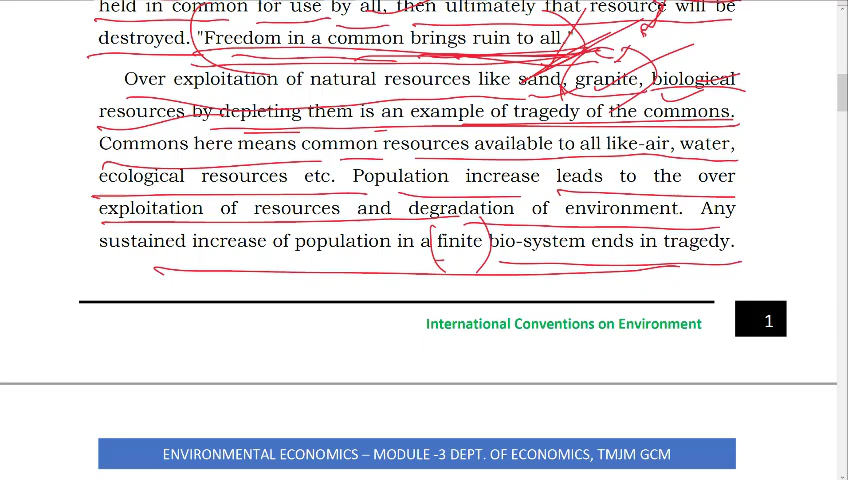 held in common for use by all, then ultimately that resource will be
destroyed. "Freedom in a common brings ruin to all."
Over exploitation of natural resources like sand, granite, biological
resources by depleting them is an example of tragedy of the commons.
Commons here means common resources available to all like-air, water,
ecological resources etc. Population increase leads to the over
exploitation of resources and degradation of environment. Any
sustained increase of population in a finite bio-system ends in tragedy.
International Conventions on Environment 1
ENVIRONMENTAL ECONOMICS – MODULE -3 DEPT. OF ECONOMICS, TMJM GCM